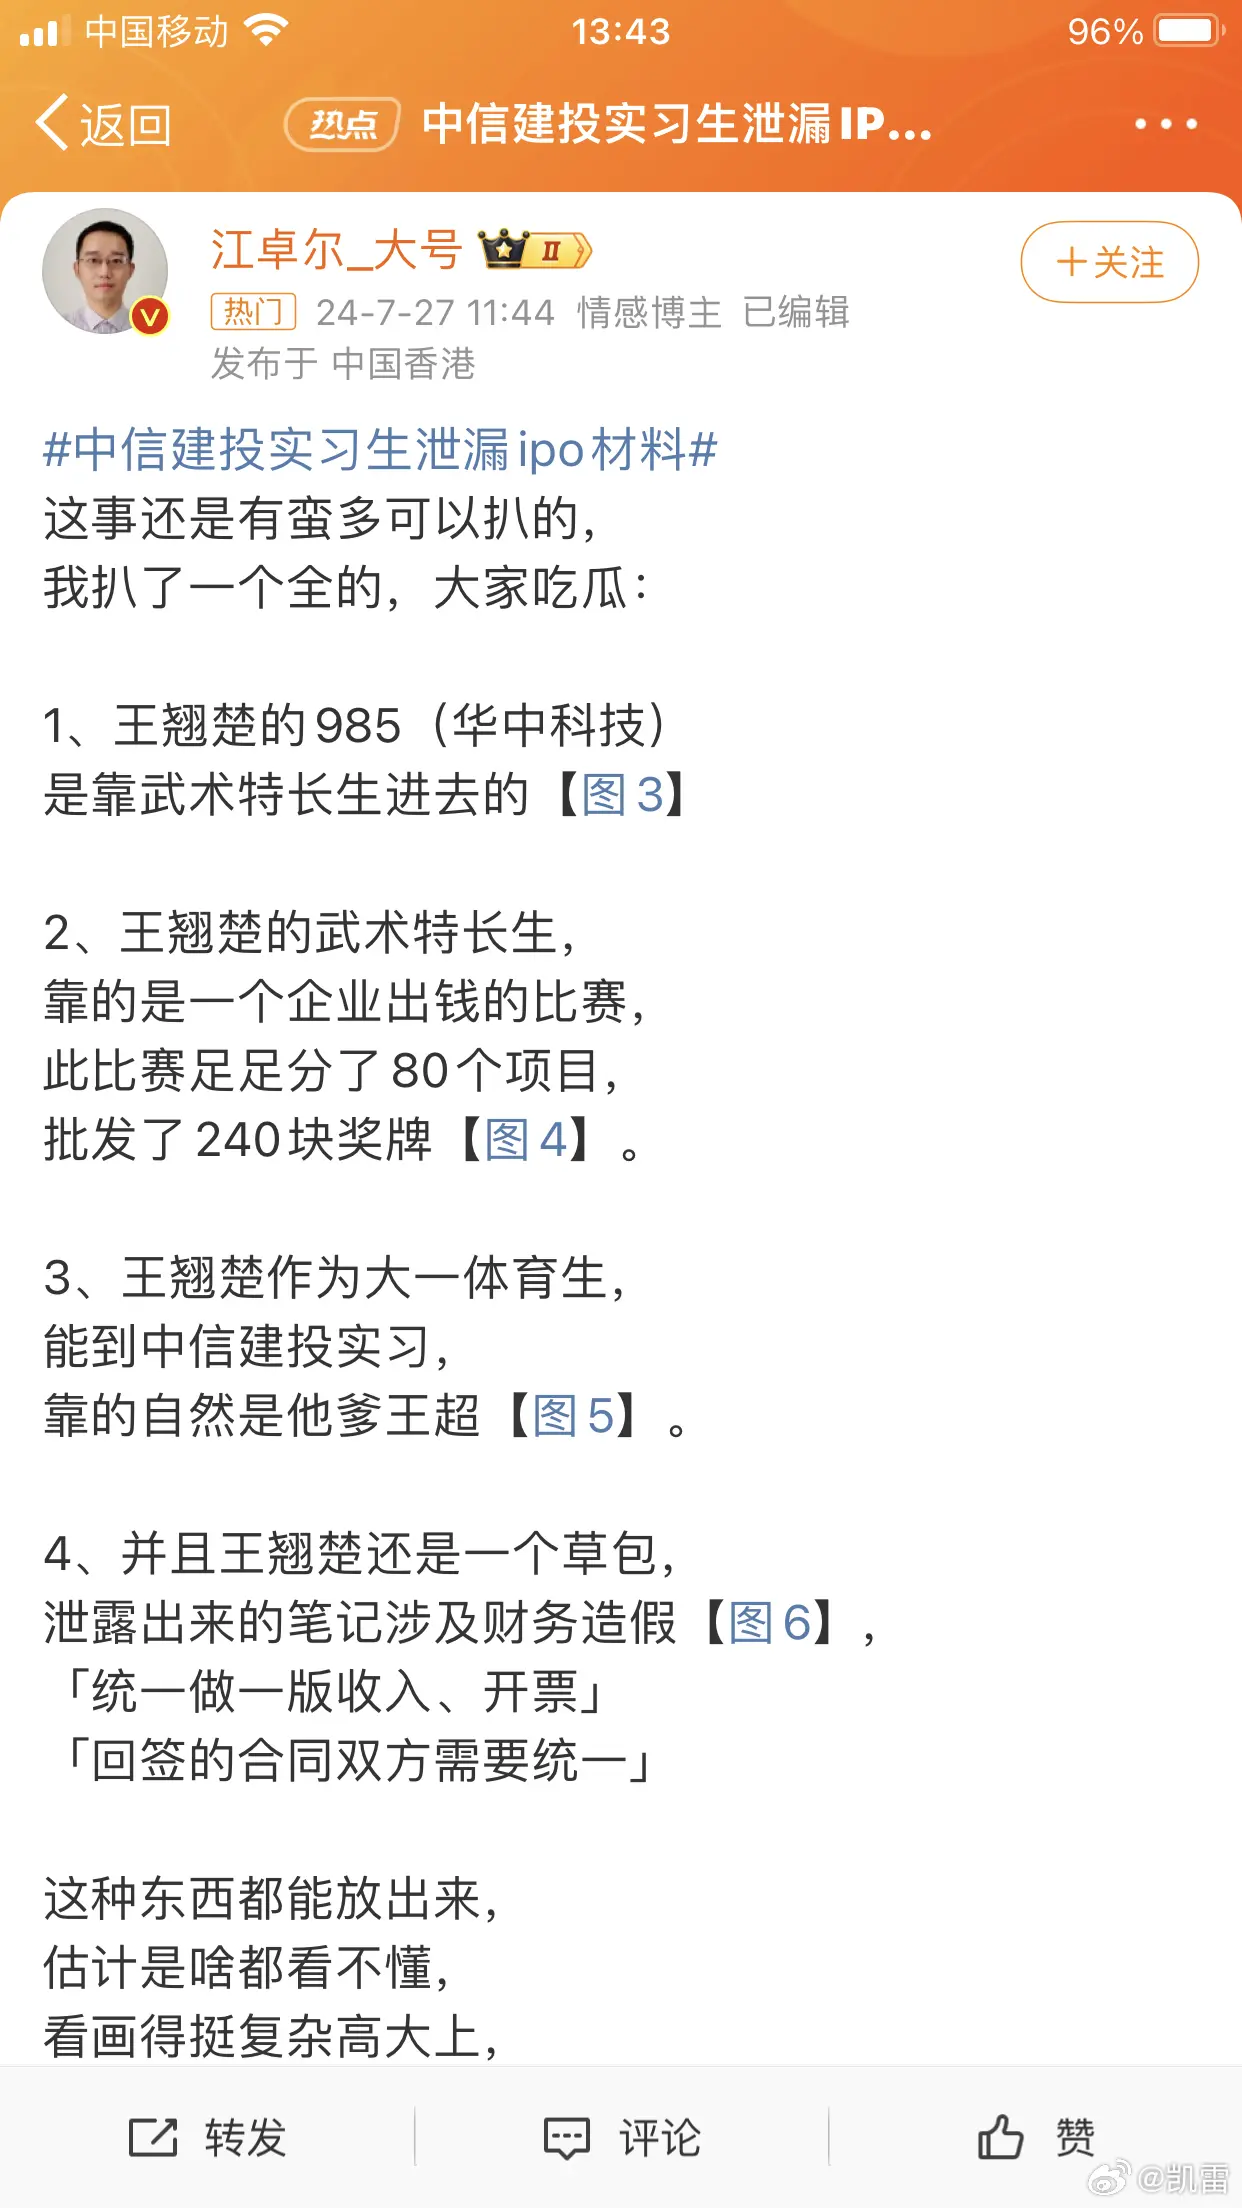 中国移动 13:43 96%
返回 热点 中信建投实习生泄漏IP...
江卓尔_大号 II +关注
热门 24-7-27 11:44 情感博主 已编辑
发布于 中国香港
#中信建投实习生泄漏ipo材料#
这事还是有蛮多可以扒的，
我扒了一个全的，大家吃瓜：
1、王翘楚的985（华中科技）
是靠武术特长生进去的【图3】
2、王翘楚的武术特长生，
靠的是一个企业出钱的比赛，
此比赛足足分了80个项目，
批发了240块奖牌【图4】。
3、王翘楚作为大一体育生，
能到中信建投实习，
靠的自然是他爹王超【图5】。
4、并且王翘楚还是一个草包，
泄露出来的笔记涉及财务造假【图6】，
「统一做一版收入、开票」
「回签的合同双方需要统一」
这种东西都能放出来，
估计是啥都看不懂，
看画得挺复杂高大上，
转发 评论 赞
@凯雷